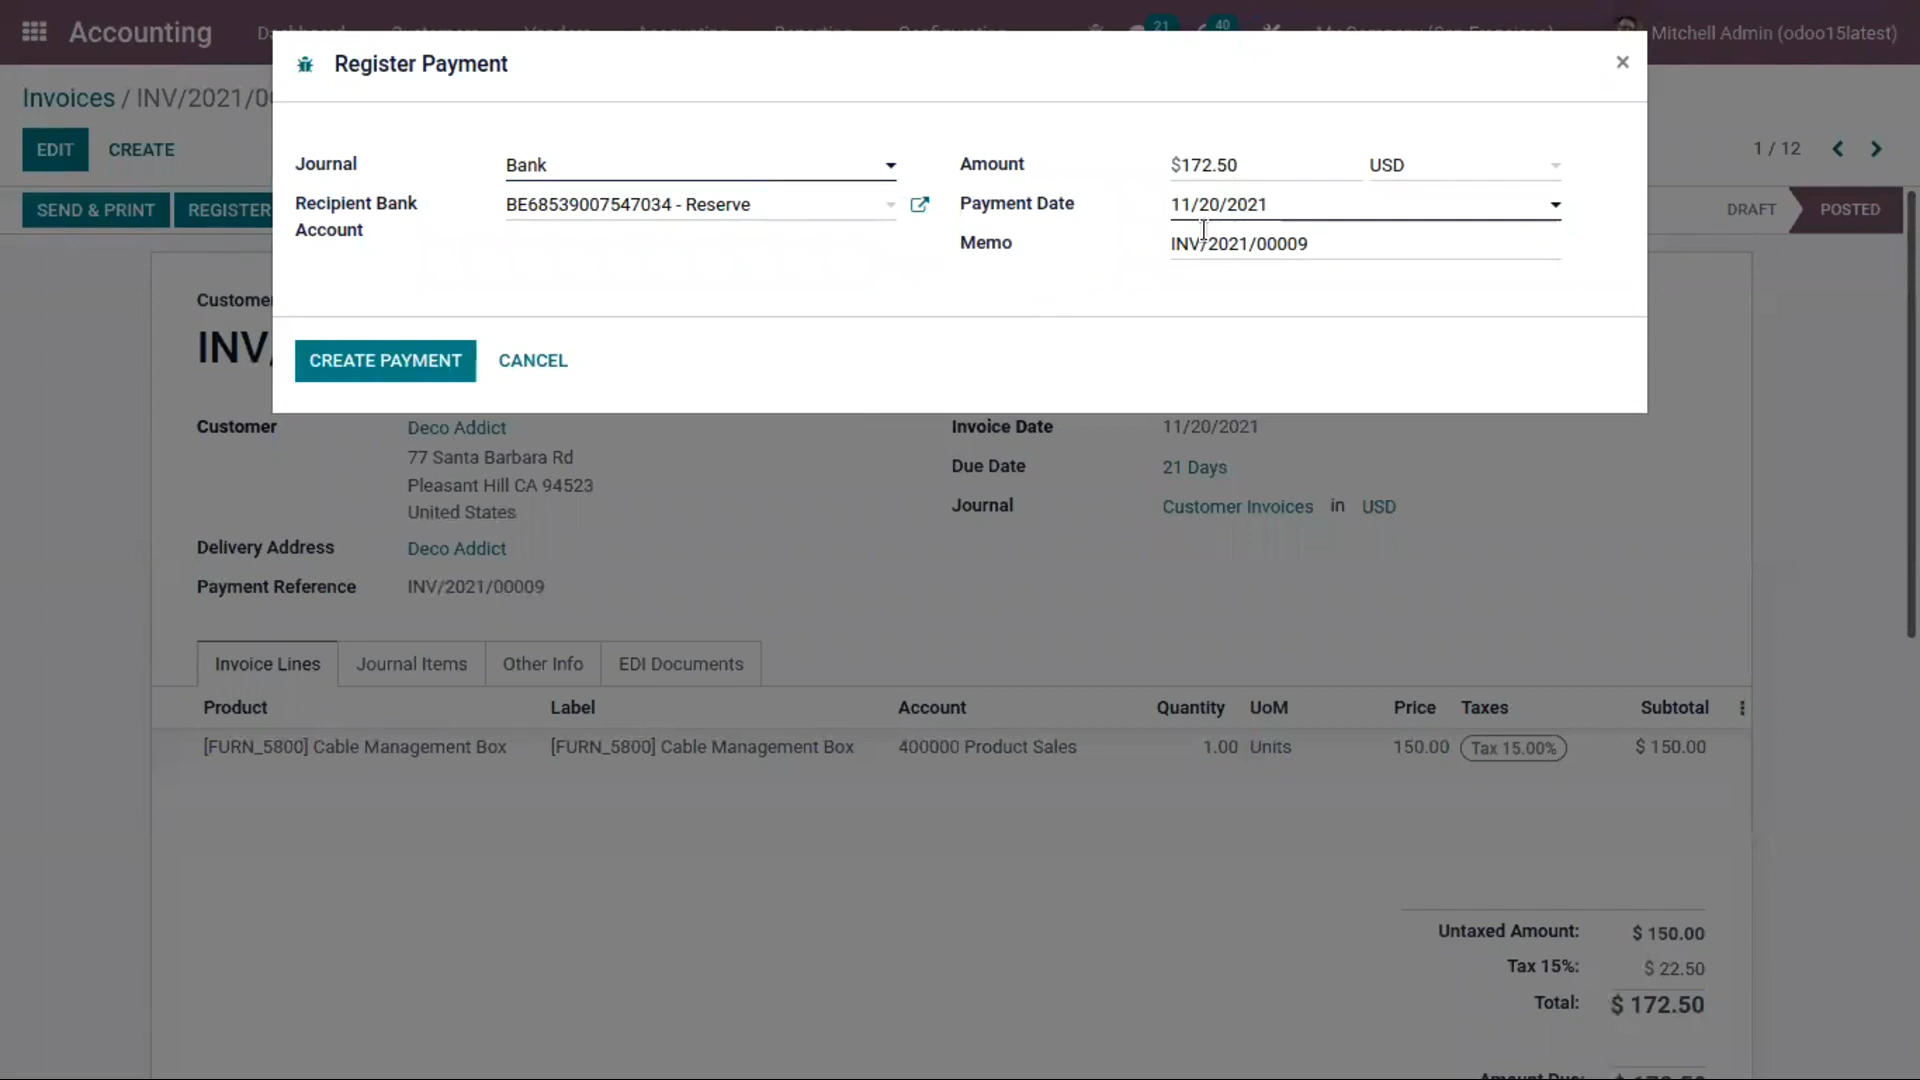 Accounting
21
40
Mitchell Admin (odoo15latest)
Register Payment
×
Invoices / INV/2021/0
EDIT CREATE
1 / 12
Journal Bank
Amount $172.50 USD
Recipient Bank Account BE68539007547034 - Reserve
Payment Date 11/20/2021
Memo INV/2021/00009
SEND & PRINT REGISTER
DRAFT POSTED
CREATE PAYMENT CANCEL
INV/
Customer Deco Addict
77 Santa Barbara Rd
Pleasant Hill CA 94523
United States
Invoice Date 11/20/2021
Due Date 21 Days
Journal Customer Invoices in USD
Delivery Address Deco Addict
Payment Reference INV/2021/00009
Invoice Lines Journal Items Other Info EDI Documents
Product Label Account Quantity UoM Price Taxes Subtotal
[FURN_5800] Cable Management Box [FURN_5800] Cable Management Box 400000 Product Sales 1.00 Units 150.00 Tax 15.00% $ 150.00
Untaxed Amount: $ 150.00
Tax 15%: $ 22.50
Total: $ 172.50